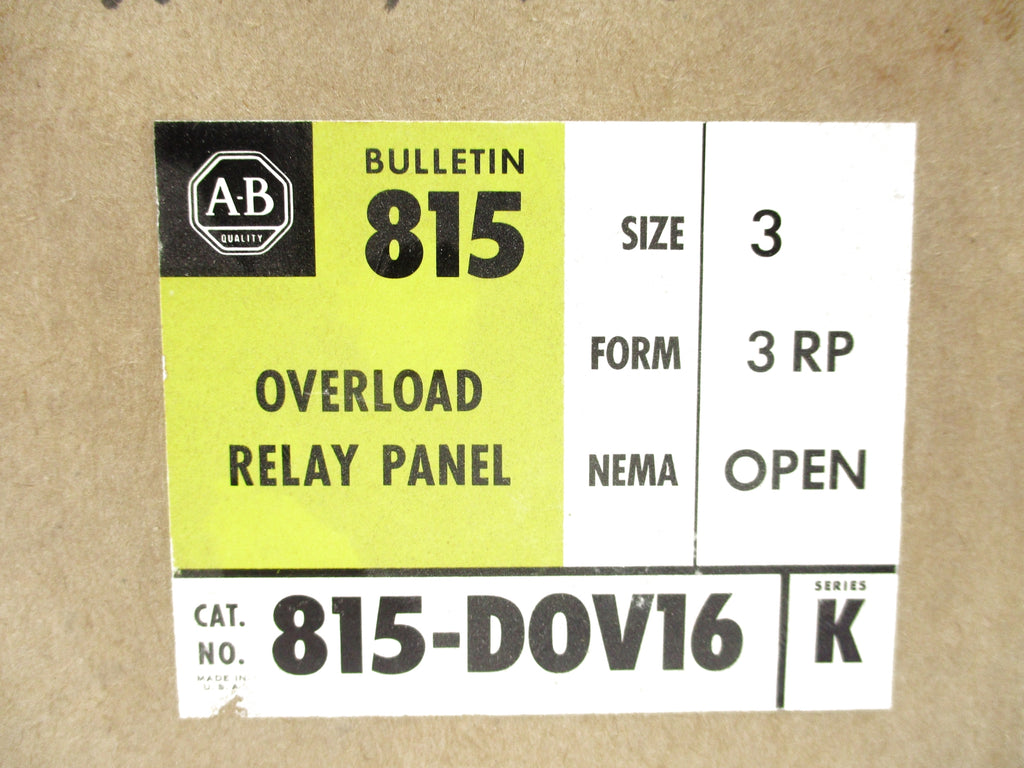 A-B
QUALITY
BULLETIN
815
OVERLOAD
RELAY PANEL
SIZE 3
FORM 3 RP
NEMA OPEN
CAT. NO. 815-DOV16
MADE IN
U S A
SERIES
K